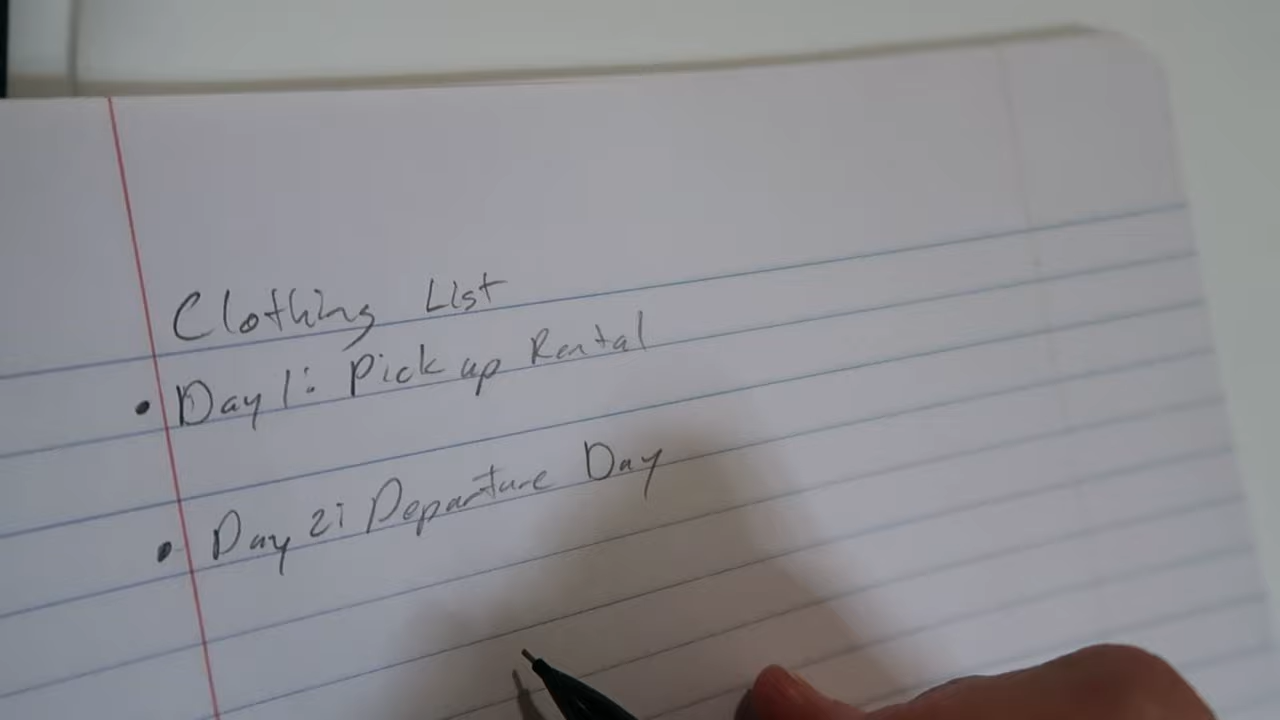 Clothing List
• Day 1: Pick up Rental
• Day 2: Departure Day